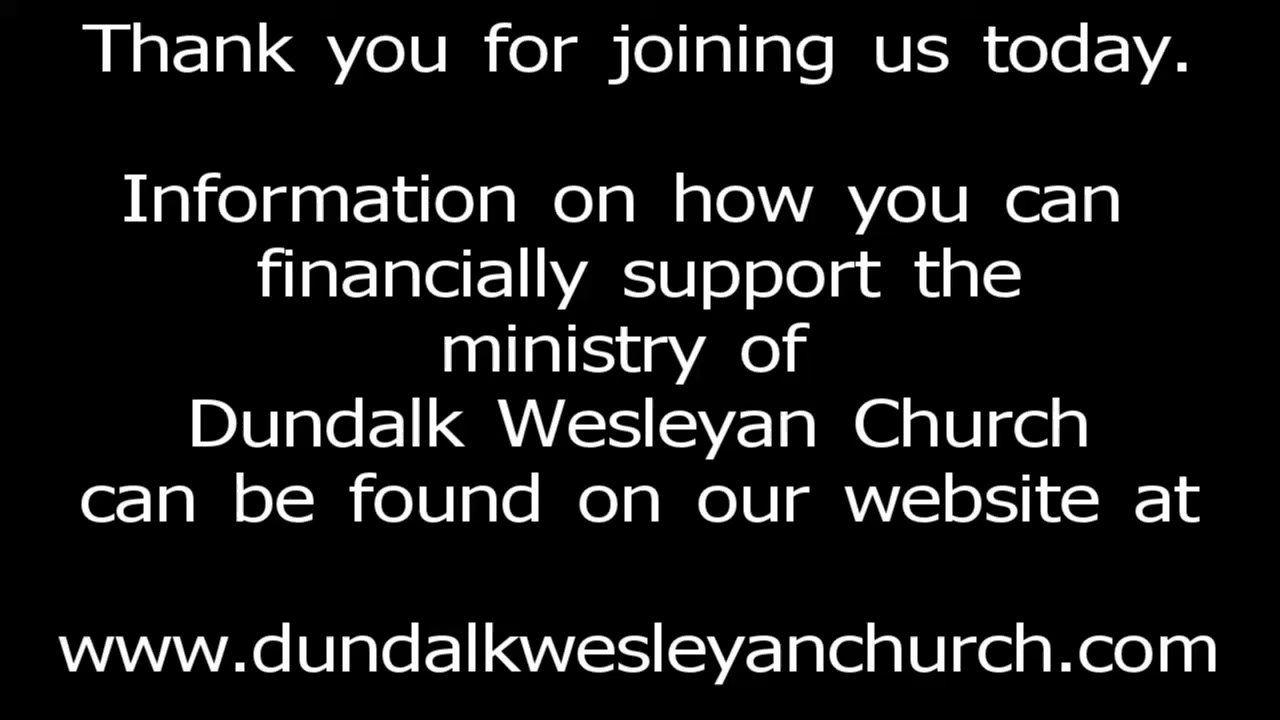 Thank you for joining us today.
Information on how you can
financially support the
ministry of
Dundalk Wesleyan Church
can be found on our website at
www.dundalkwesleyanchurch.com